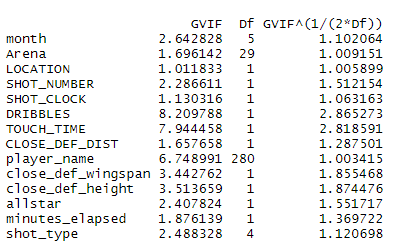 GVIF Df GVIF^(1/(2*Df))
month 2.642828 5 1.102064
Arena 1.696142 29 1.009151
LOCATION 1.011833 1 1.005899
SHOT_NUMBER 2.286611 1 1.512154
SHOT_CLOCK 1.130316 1 1.063163
DRIBBLES 8.209788 1 2.865273
TOUCH_TIME 7.944458 1 2.818591
CLOSE_DEF_DIST 1.657658 1 1.287501
player_name 6.748991 280 1.003415
close_def_wingspan 3.442762 1 1.855468
close_def_height 3.513659 1 1.874476
allstar 2.407824 1 1.551717
minutes_elapsed 1.876139 1 1.369722
shot_type 2.488328 4 1.120698